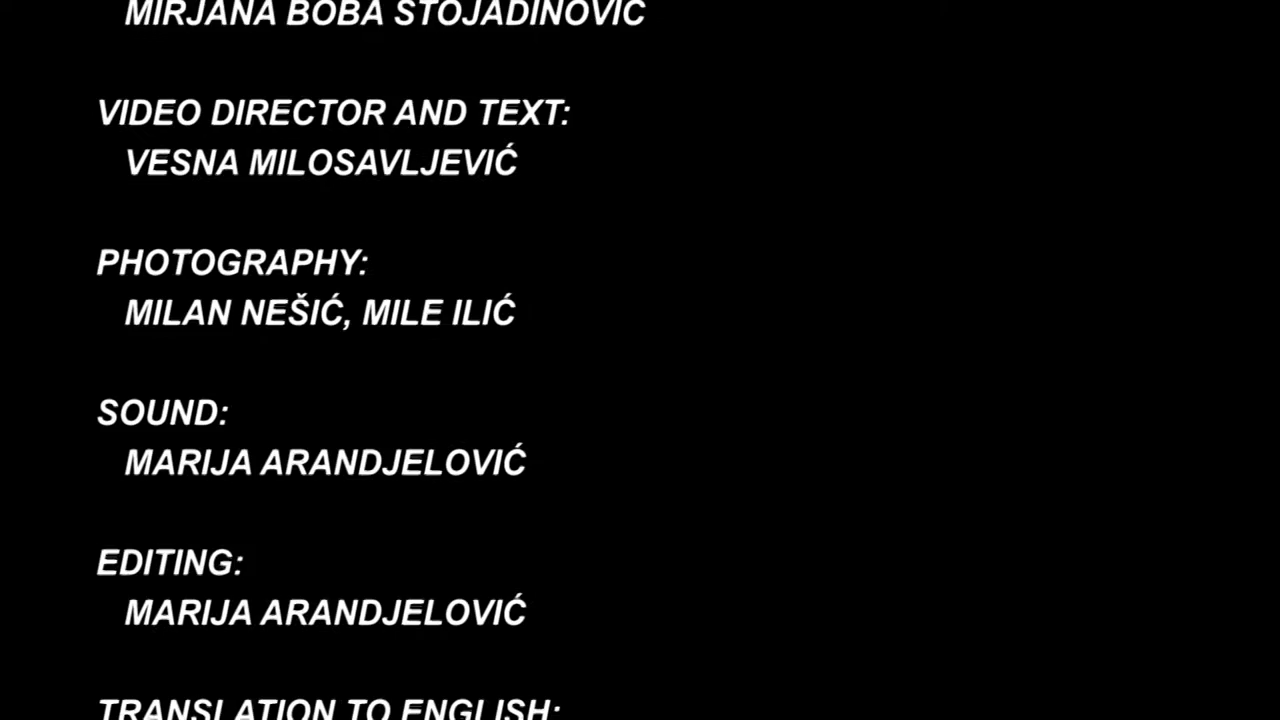 MIRJANA BOBA STOJADINOVIĆ
VIDEO DIRECTOR AND TEXT:
VESNA MILOSAVLJEVIĆ
PHOTOGRAPHY:
MILAN NEŠIĆ, MILE ILIĆ
SOUND:
MARIJA ARANDJELOVIĆ
EDITING:
MARIJA ARANDJELOVIĆ
TRANSLATION TO ENGLISH: